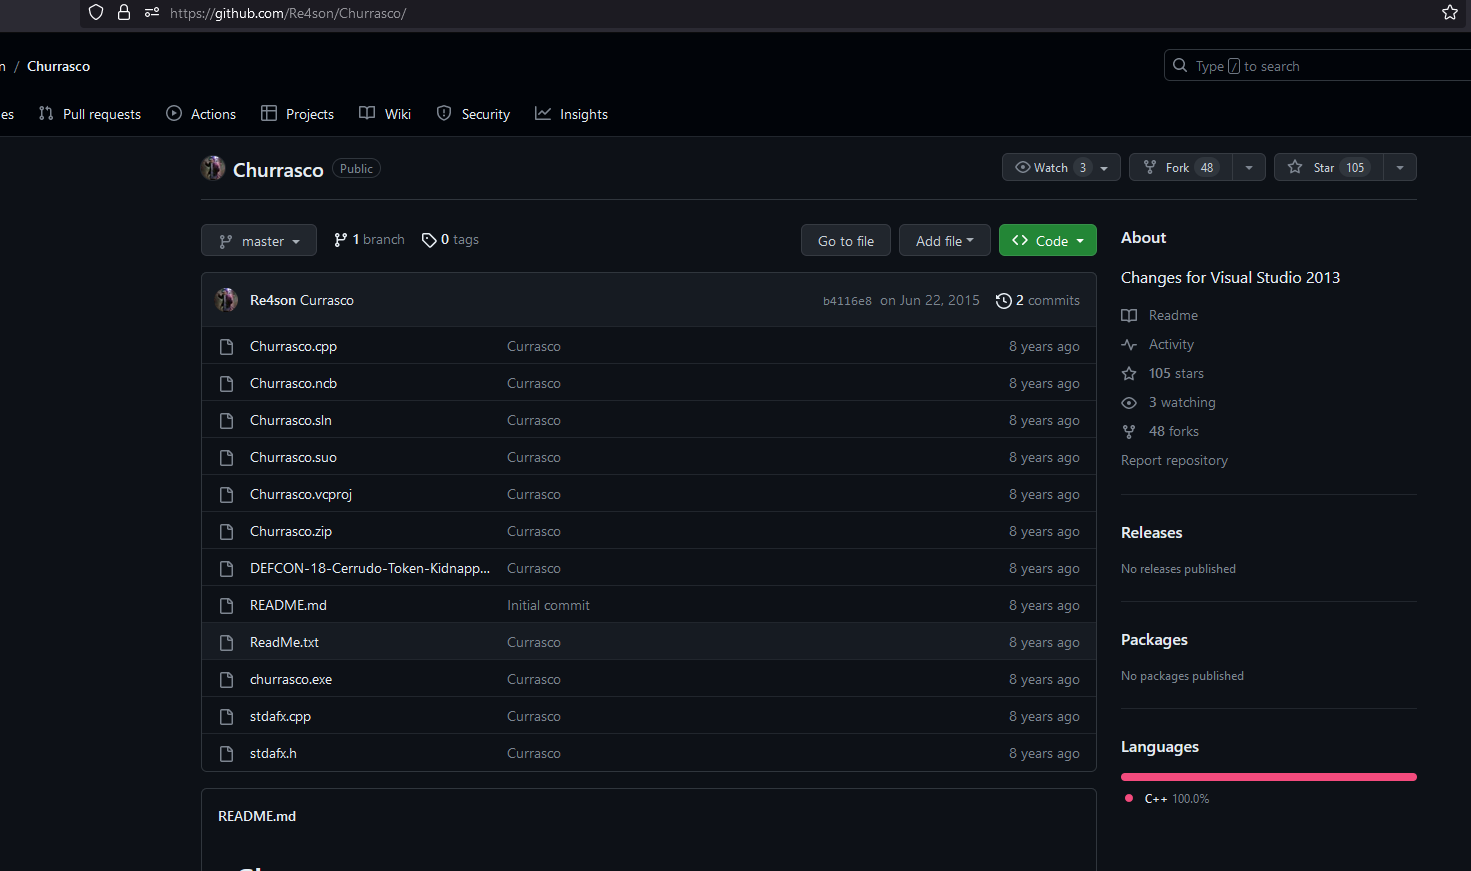 https://github.com/Re4son/Churrasco/
n / Churrasco
Type / to search
es Pull requests Actions Projects Wiki Security Insights
Churrasco Public
Watch 3 Fork 48 Star 105
master 1 branch 0 tags
Go to file Add file Code
Re4son Currasco b4116e8 on Jun 22, 2015 2 commits
Churrasco.cpp Currasco 8 years ago
Churrasco.ncb Currasco 8 years ago
Churrasco.sln Currasco 8 years ago
Churrasco.suo Currasco 8 years ago
Churrasco.vcproj Currasco 8 years ago
Churrasco.zip Currasco 8 years ago
DEFCON-18-Cerrudo-Token-Kidnapp... Currasco 8 years ago
README.md Initial commit 8 years ago
ReadMe.txt Currasco 8 years ago
churrasco.exe Currasco 8 years ago
stdafx.cpp Currasco 8 years ago
stdafx.h Currasco 8 years ago
README.md
About
Changes for Visual Studio 2013
Readme
Activity
105 stars
3 watching
48 forks
Report repository
Releases
No releases published
Packages
No packages published
Languages
C++ 100.0%